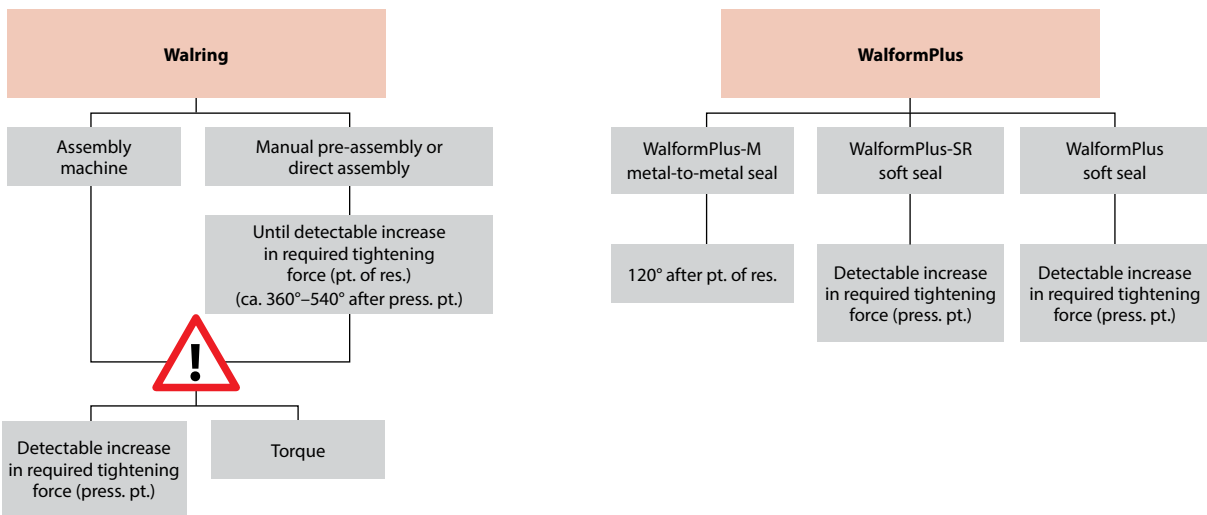 Walring
Assembly
machine
Manual pre-assembly or
direct assembly
Until detectable increase
in required tightening
force (pt. of res.)
(ca. 360°–540° after press. pt.)
!
Detectable increase
in required tightening
force (press. pt.)
Torque
WalformPlus
WalformPlus-M
metal-to-metal seal
WalformPlus-SR
soft seal
WalformPlus
soft seal
120° after pt. of res.
Detectable increase
in required tightening
force (press. pt.)
Detectable increase
in required tightening
force (press. pt.)